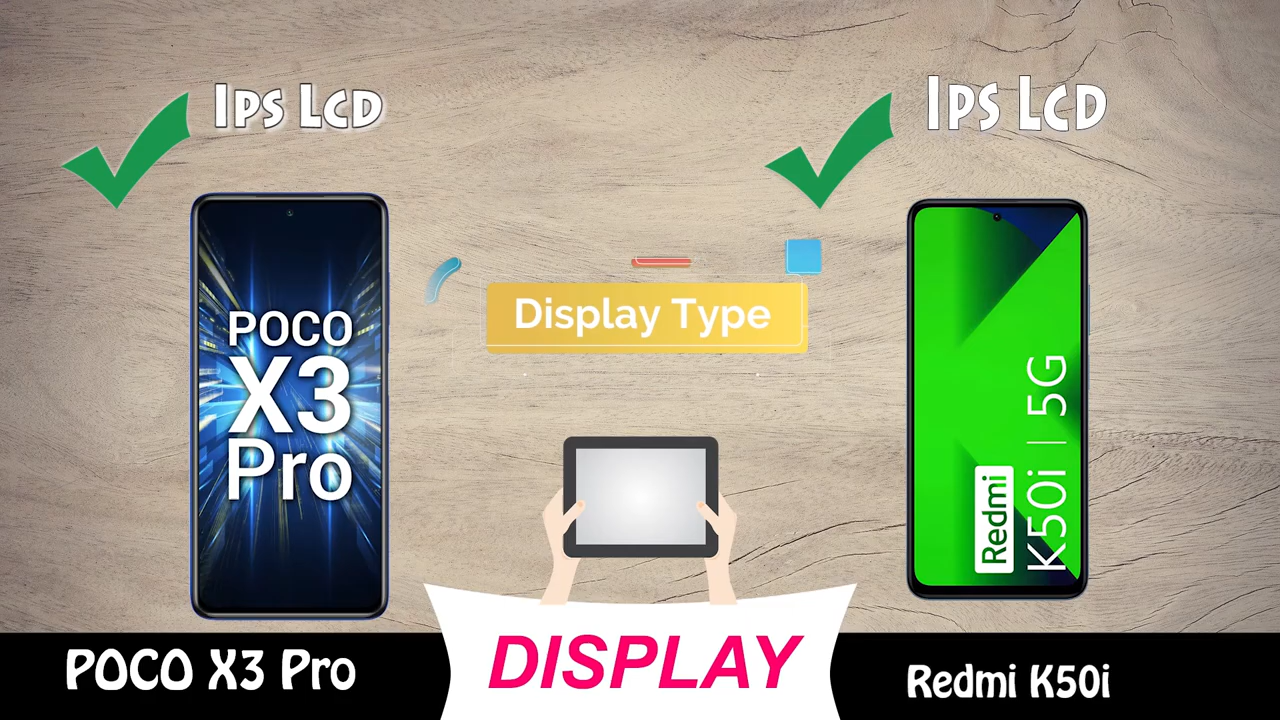 Ips Lcd
Ips Lcd
Display Type
POCO
X3
Pro
Redmi
K50i | 5G
DISPLAY
POCO X3 Pro
Redmi K50i